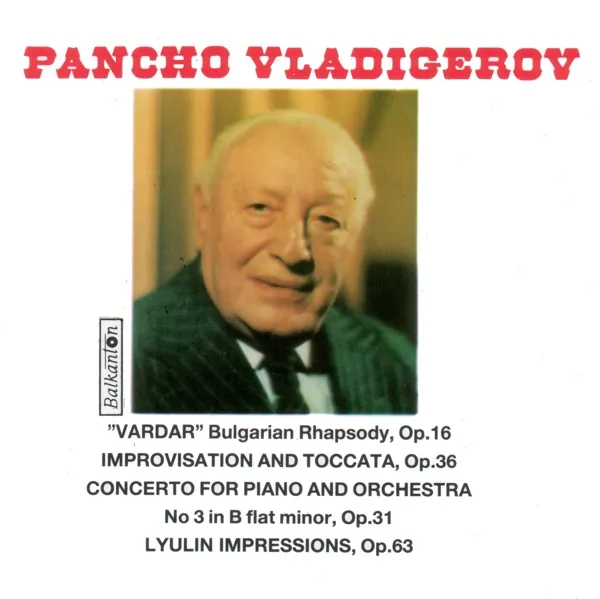 PANCHO VLADIGEROV
Balkanton
”VARDAR” Bulgarian Rhapsody, Op.16
IMPROVISATION AND TOCCATA, Op.36
CONCERTO FOR PIANO AND ORCHESTRA
No 3 in B flat minor, Op.31
LYULIN IMPRESSIONS, Op.63